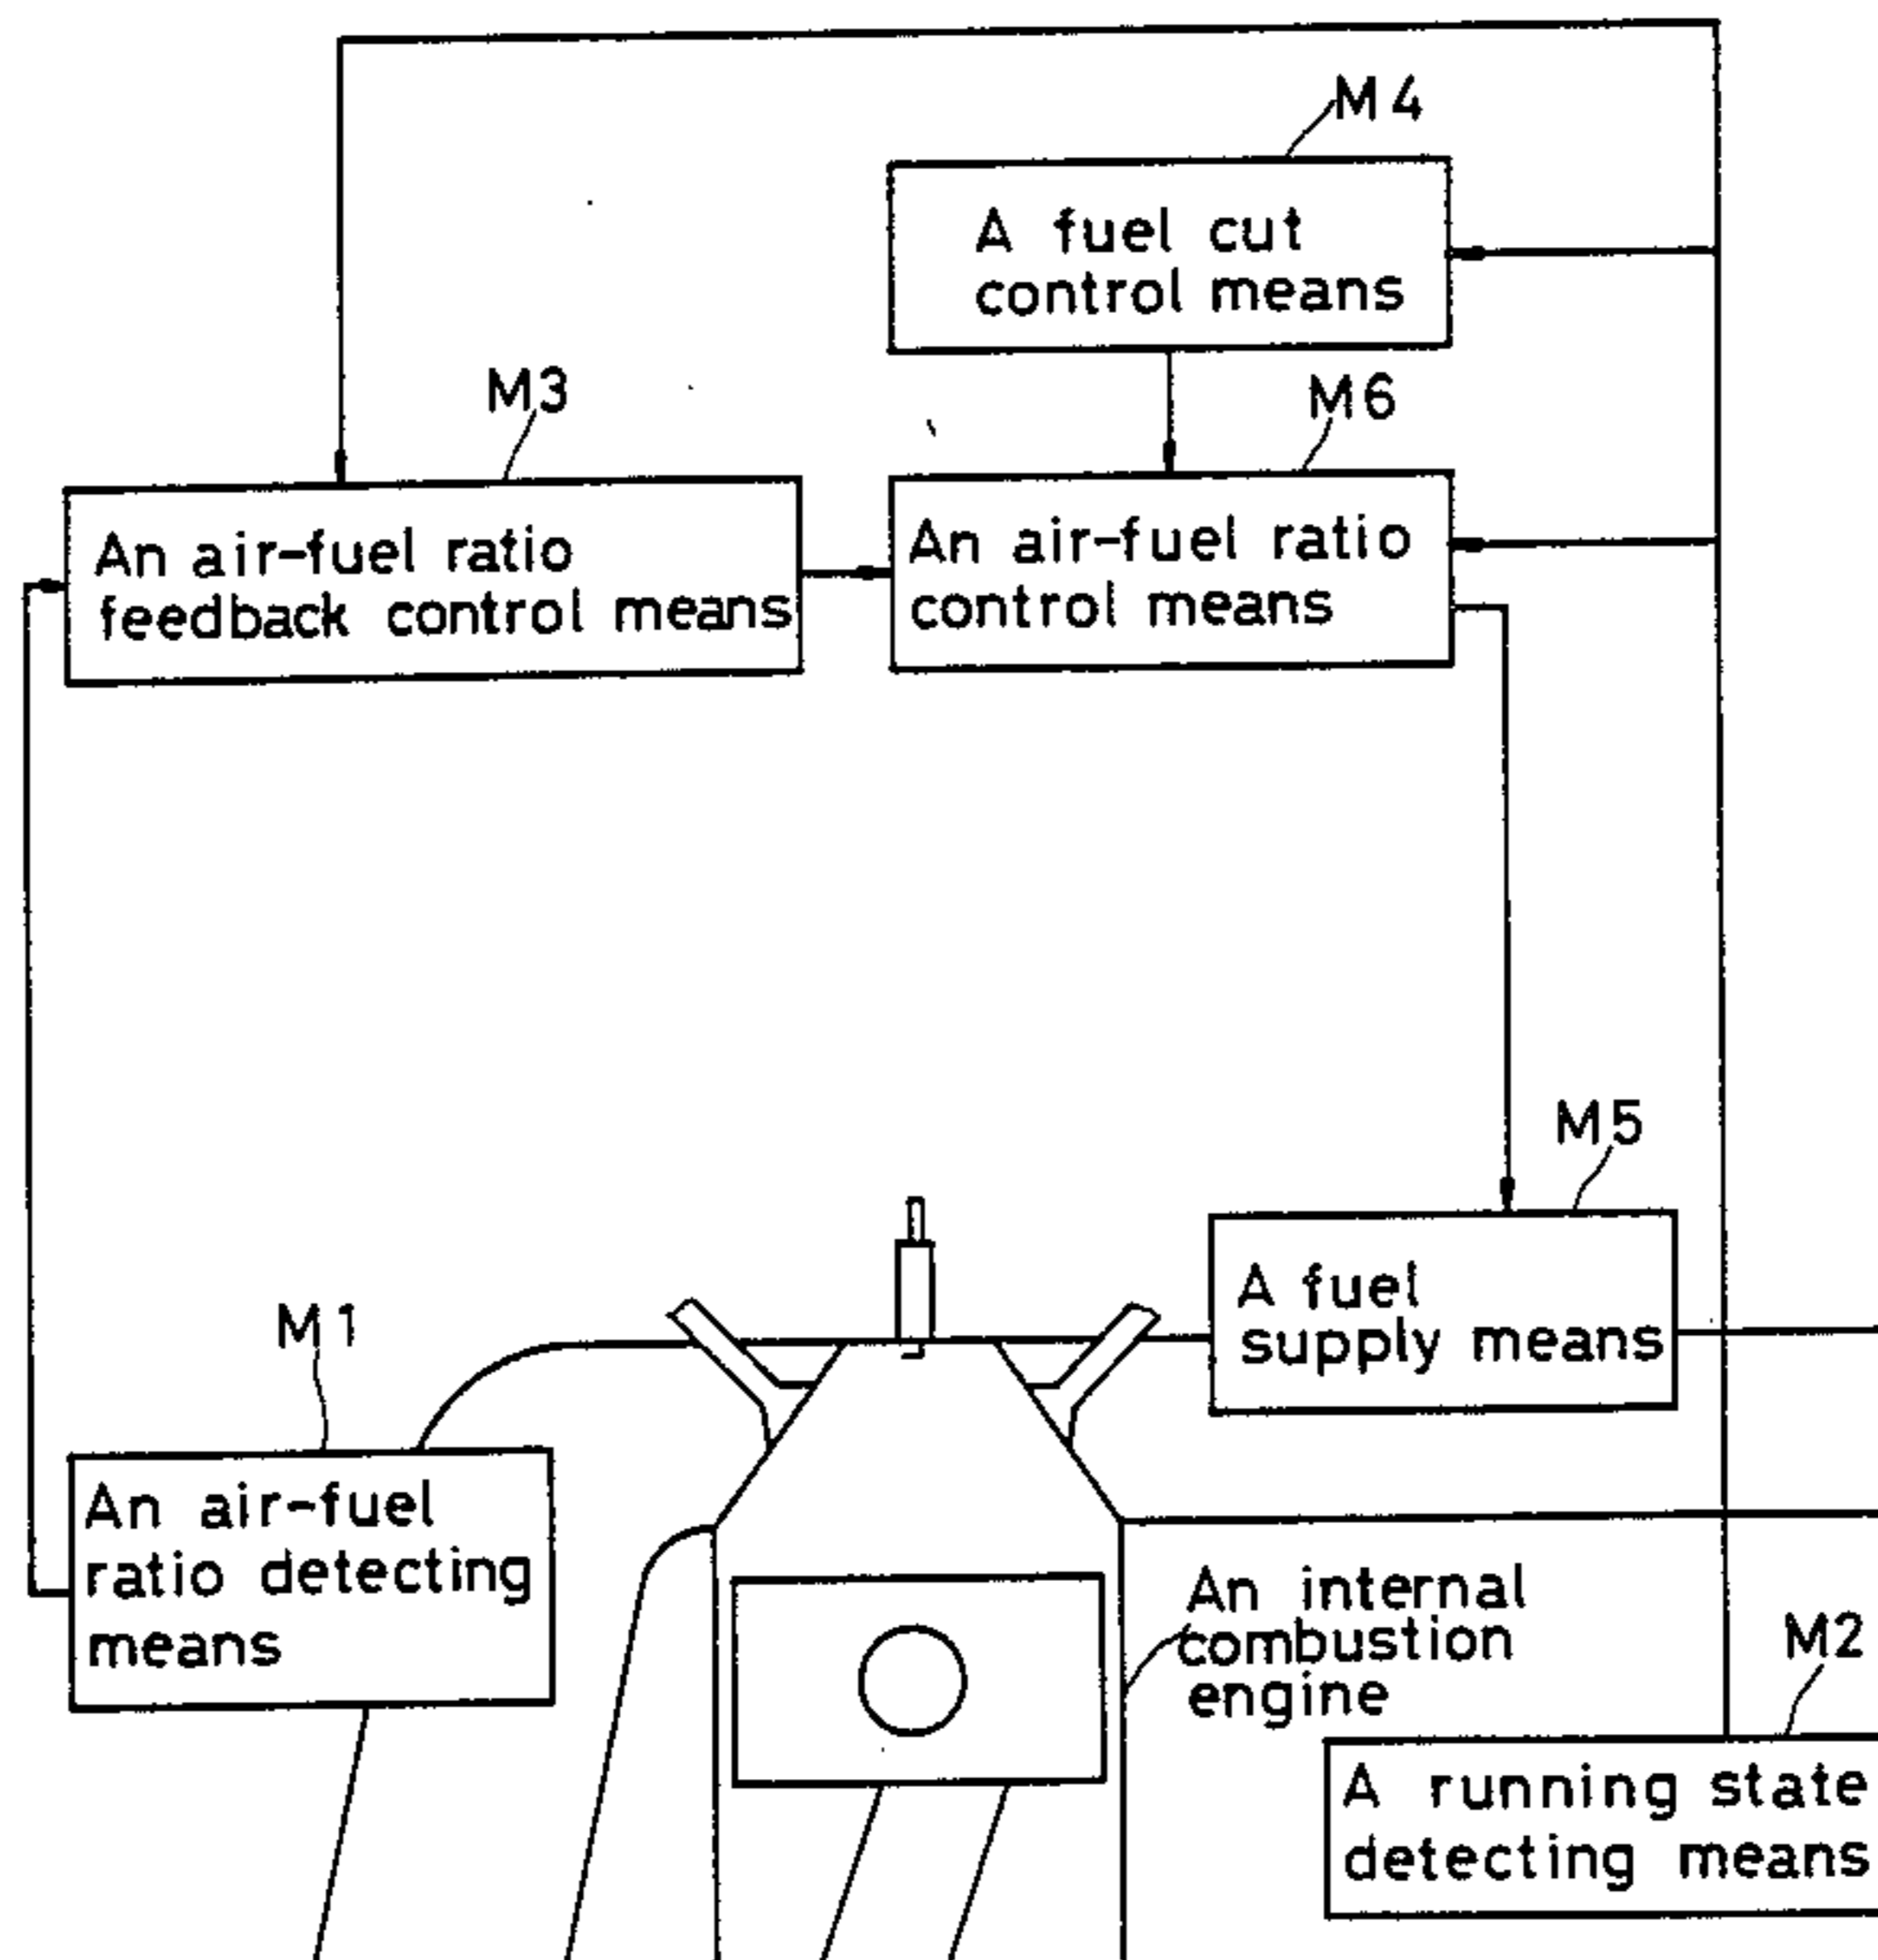 M4
A fuel cut
control means
M3
M6
An air-fuel ratio
feedback control means
An air-fuel ratio
control means
M5
A fuel
supply means
M1
An air-fuel
ratio detecting
means
An internal
combustion
engine
M2
A running state
detecting means